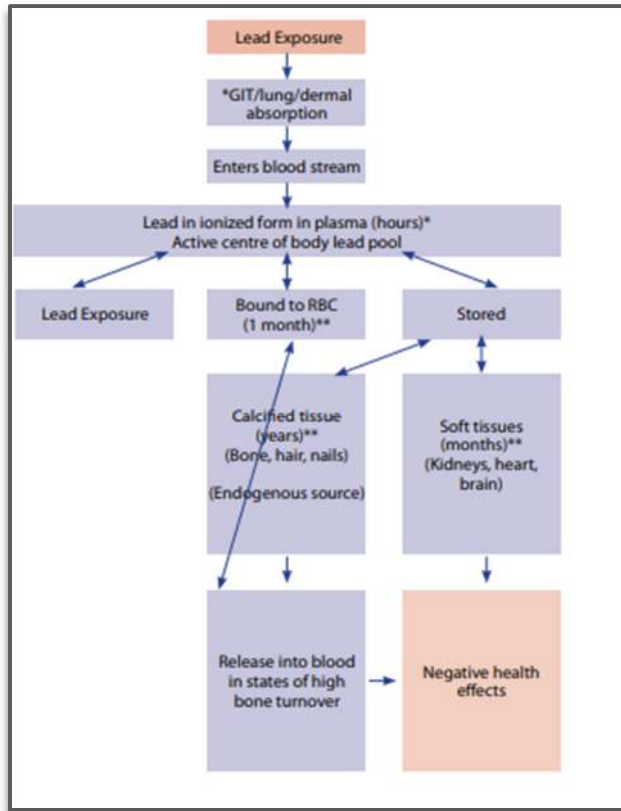 Lead Exposure
*GIT/lung/dermal
absorption
Enters blood stream
Lead in ionized form in plasma (hours)*
Active centre of body lead pool
Lead Exposure
Bound to RBC
(1 month)**
Stored
Calcified tissue
(years)**
(Bone, hair, nails)
(Endogenous source)
Soft tissues
(months)**
(Kidneys, heart,
brain)
Release into blood
in states of high
bone turnover
Negative health
effects